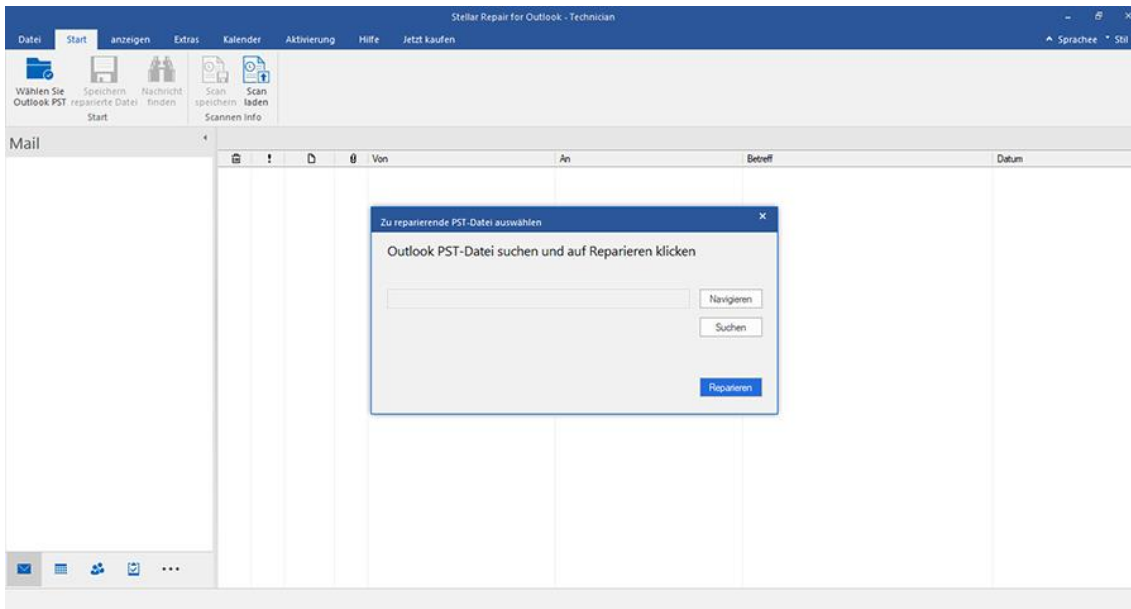 Stellar Repair for Outlook - Technician
Datei Start anzeigen Extras Kalender Aktivierung Hilfe Jetzt kaufen Sprachee Stil
Wählen Sie Speichern Nachricht Scan Scan
Outlook PST reparierte Datei finden speichern laden
Start Scannen Info
Mail
Von An Betreff Datum
Zu reparierende PST-Datei auswählen
Outlook PST-Datei suchen und auf Reparieren klicken
Navigieren
Suchen
Reparieren